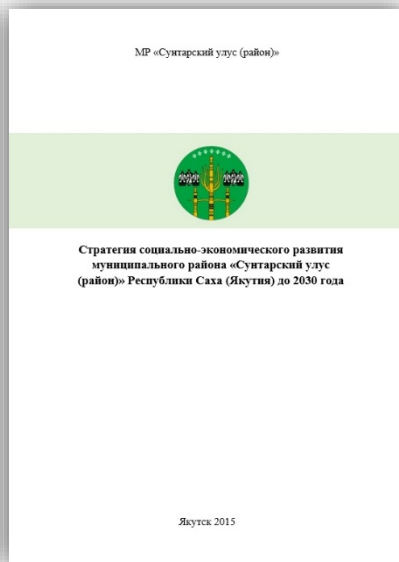 МР «Сунтарский улус (район)»
Стратегия социально-экономического развития
муниципального района «Сунтарский улус
(район)» Республики Саха (Якутия) до 2030 года
Якутск 2015